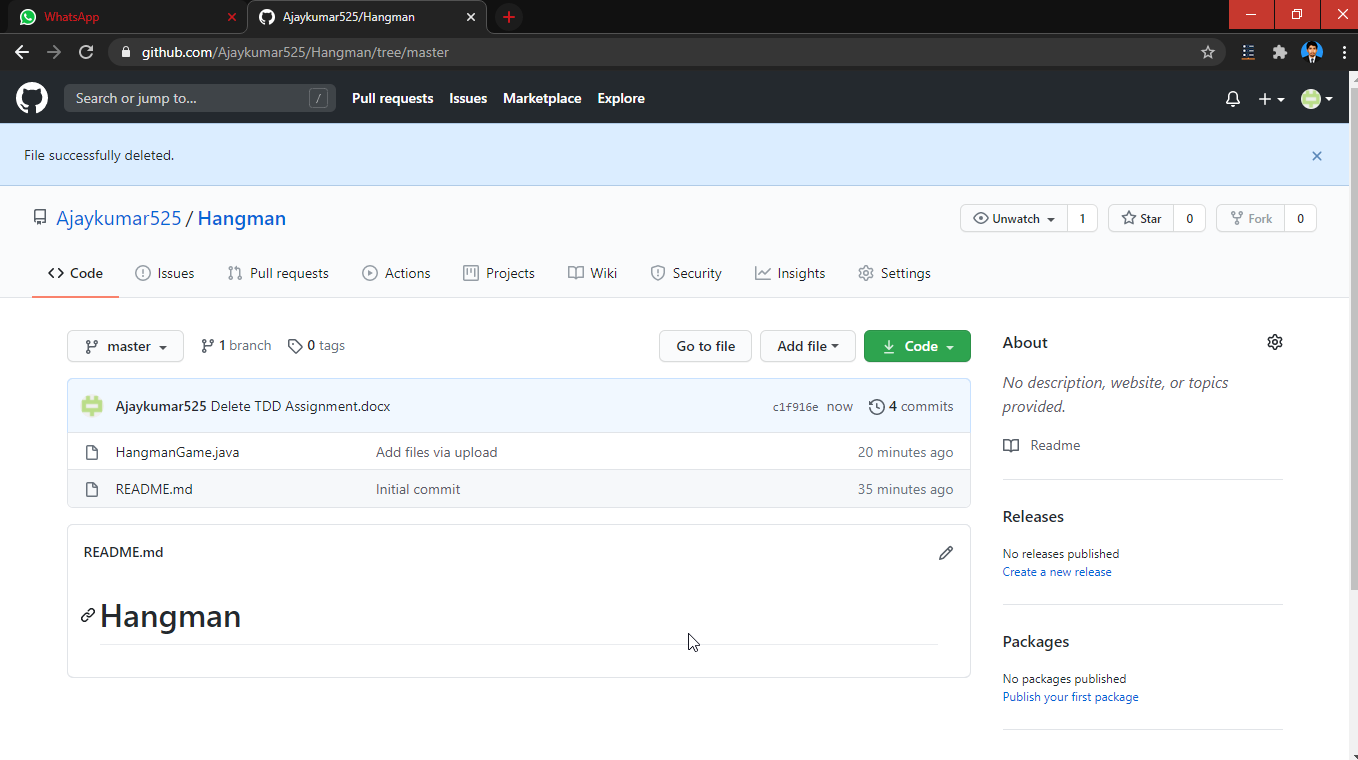 WhatsApp
Ajaykumar525/Hangman
github.com/Ajaykumar525/Hangman/tree/master
Search or jump to... /
Pull requests Issues Marketplace Explore
File successfully deleted.
Ajaykumar525 / Hangman
Unwatch 1 Star 0 Fork 0
Code Issues Pull requests Actions Projects Wiki Security Insights Settings
master 1 branch 0 tags Go to file Add file Code
Ajaykumar525 Delete TDD Assignment.docx c1f916e now 4 commits
HangmanGame.java Add files via upload 20 minutes ago
README.md Initial commit 35 minutes ago
README.md
Hangman
About
No description, website, or topics
provided.
Readme
Releases
No releases published
Create a new release
Packages
No packages published
Publish your first package